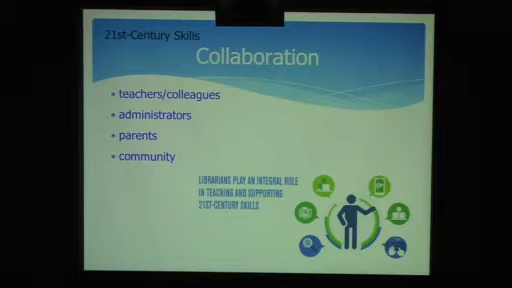 21st-Century Skills
Collaboration
teachers/colleagues
administrators
parents
community
LIBRARIANS PLAY AN INTEGRAL ROLE
IN TEACHING AND SUPPORTING
21ST-CENTURY SKILLS